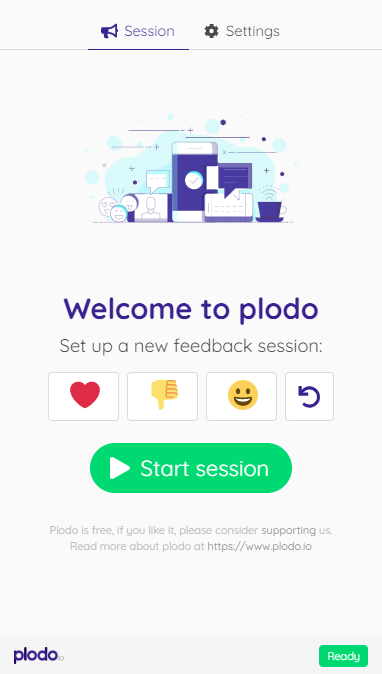 Session Settings
Welcome to plodo
Set up a new feedback session:
Start session
Plodo is free, if you like it, please consider supporting us.
Read more about plodo at https://www.plodo.io
plodo.io Ready